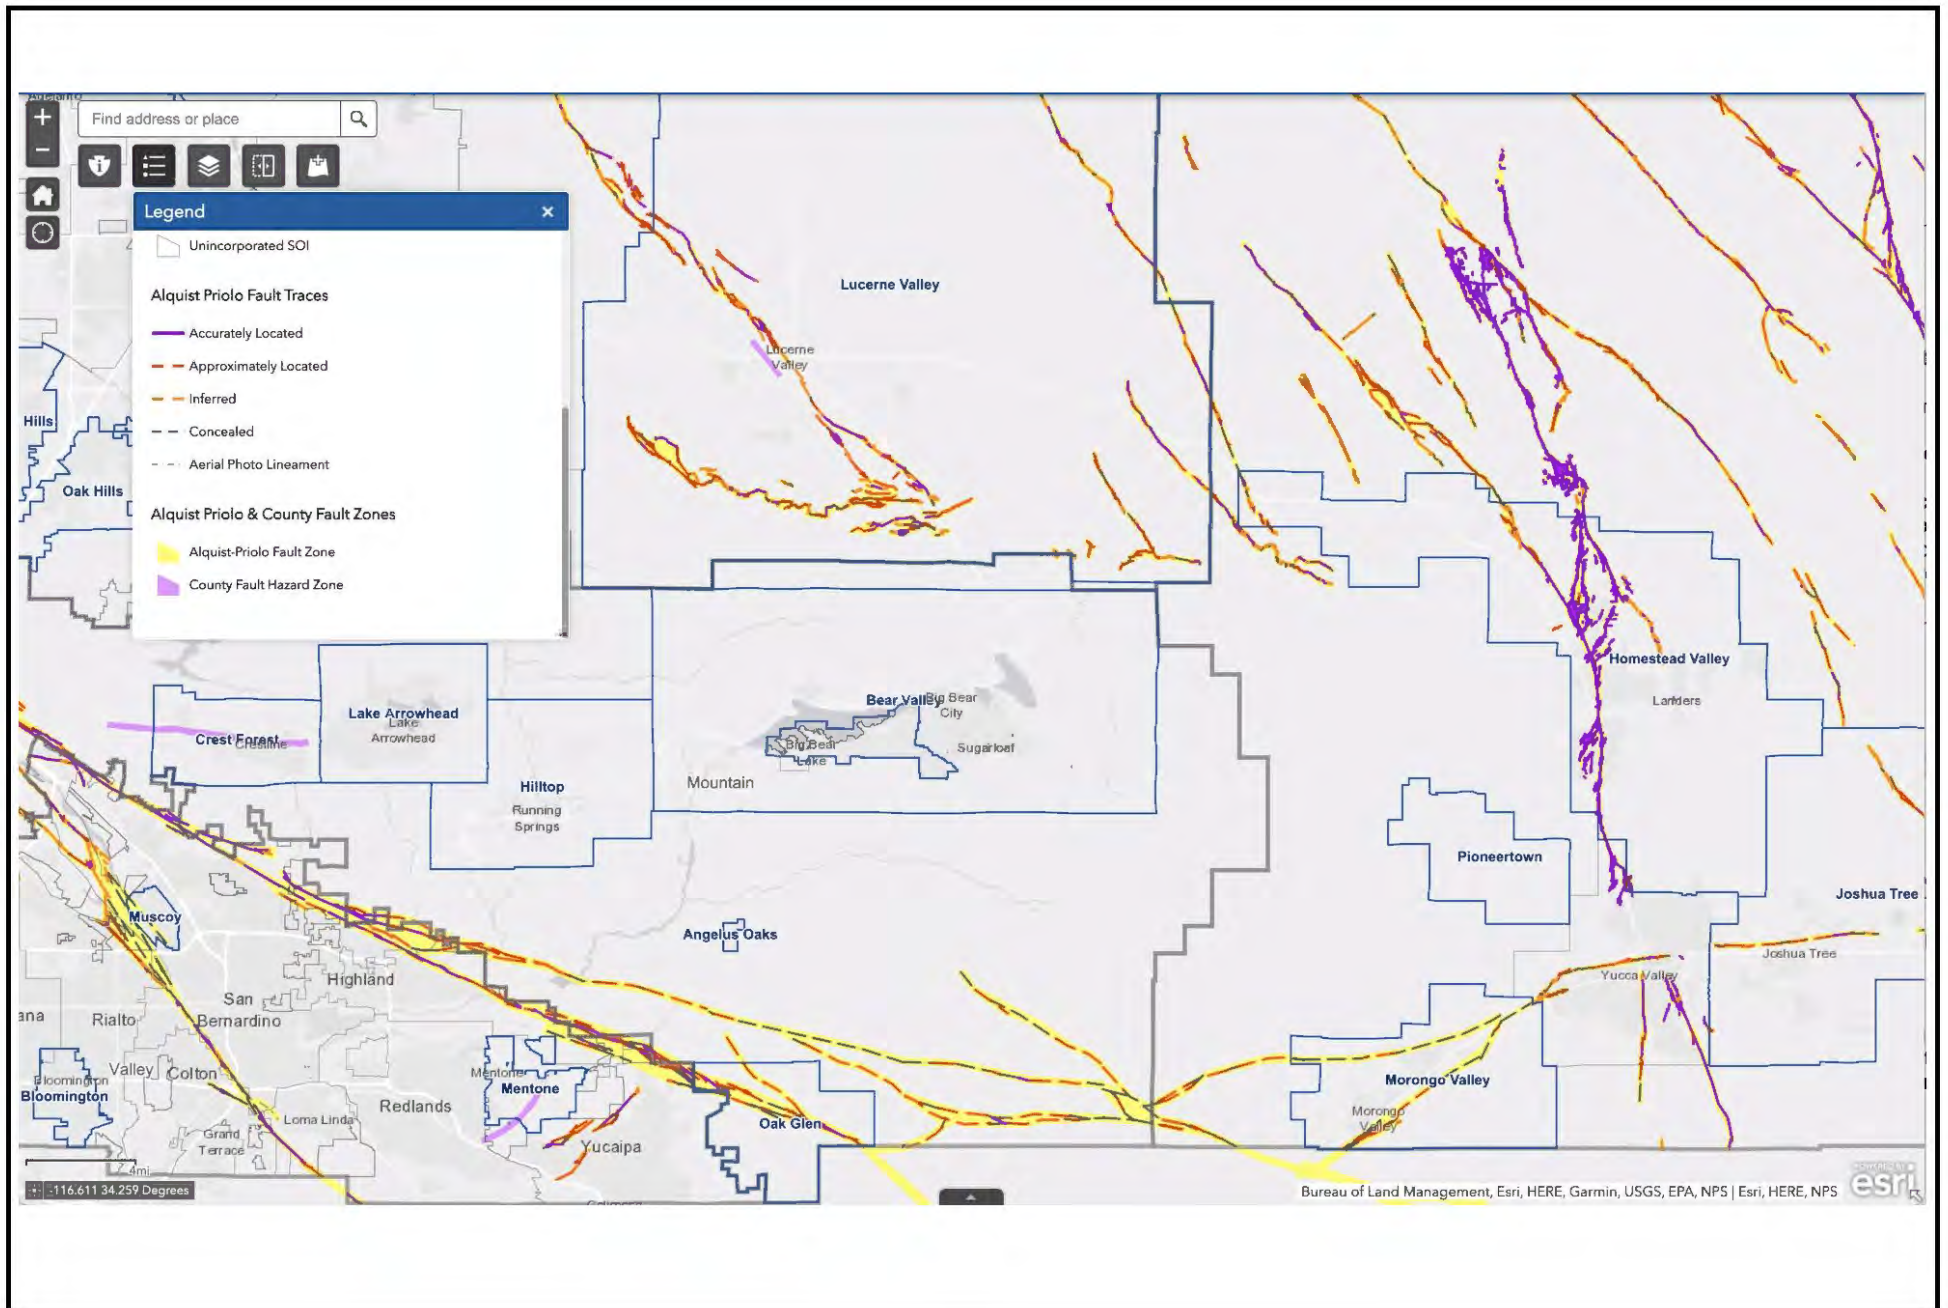 +
Find address or place
−
Legend
×
Unincorporated SOI
Alquist Priolo Fault Traces
Accurately Located
Approximately Located
Inferred
Concealed
Aerial Photo Lineament
Alquist Priolo & County Fault Zones
Alquist-Priolo Fault Zone
County Fault Hazard Zone
Lucerne Valley
Lucerne
Valley
Hills
Oak Hills
Homestead Valley
Landers
Bear Valley
Big Bear
City
Big Bear
Lake
Sugarloaf
Lake Arrowhead
Lake
Arrowhead
Crest Forest
Crestline
Hilltop
Running
Springs
Mountain
Pioneertown
Joshua Tree
Joshua Tree
Yucca Valley
Muscoy
Angelus Oaks
Highland
San
Bernardino
Rialto
ana
Valley
Colton
Bloomington
Bloomington
Mentone
Mentone
Redlands
Loma Linda
Grand
Terrace
Yucaipa
Oak Glen
Morongo Valley
Morongo
Valley
4mi
-116.611 34.259 Degrees
Bureau of Land Management, Esri, HERE, Garmin, USGS, EPA, NPS | Esri, HERE, NPS
esri